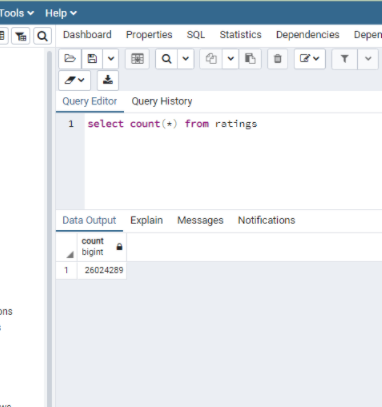 Tools Help
Dashboard Properties SQL Statistics Dependencies Depen
Query Editor Query History
1 select count(*) from ratings
Data Output Explain Messages Notifications
count
bigint
1 26024289
ons
s
ws